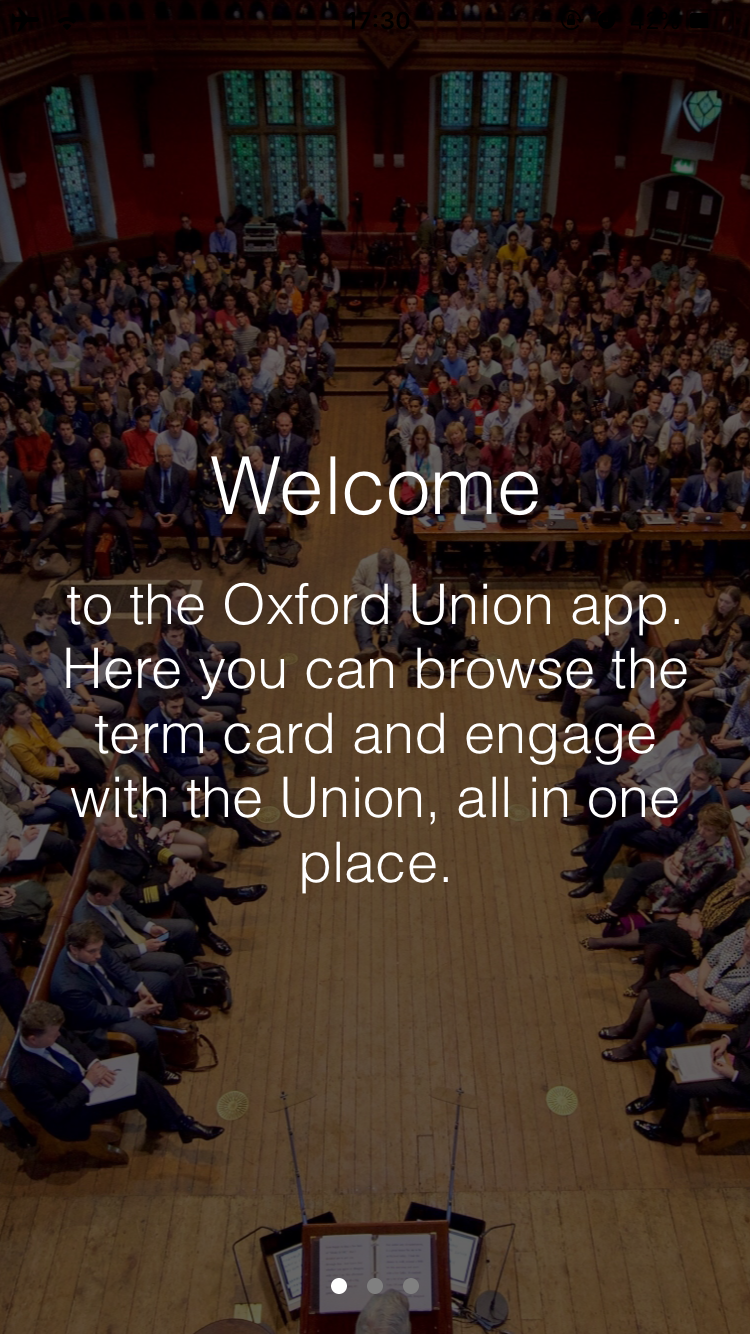 17:30
Welcome
to the Oxford Union app.
Here you can browse the
term card and engage
with the Union, all in one
place.